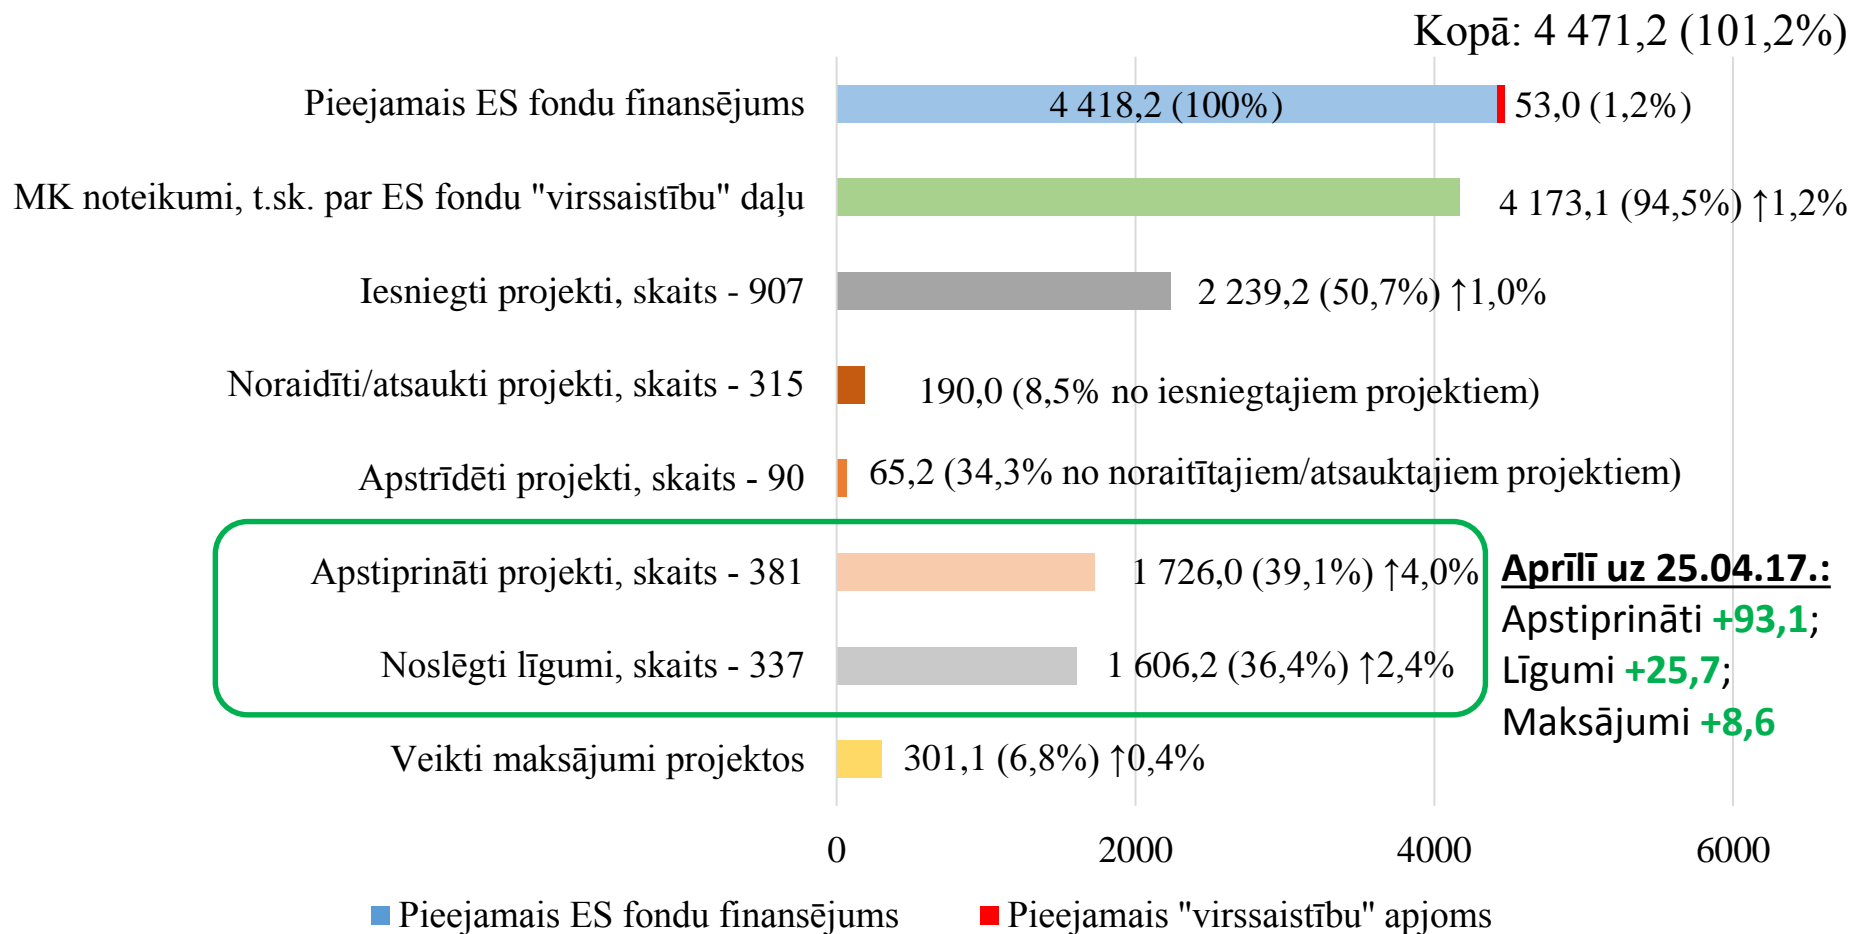 Kopā: 4 471,2 (101,2%)
Pieejamais ES fondu finansējums
4 418,2 (100%)
53,0 (1,2%)
MK noteikumi, t.sk. par ES fondu "virssaistību" daļu
4 173,1 (94,5%) ↑1,2%
Iesniegti projekti, skaits - 907
2 239,2 (50,7%) ↑1,0%
Noraidīti/atsaukti projekti, skaits - 315
190,0 (8,5% no iesniegtajiem projektiem)
Apstrīdēti projekti, skaits - 90
65,2 (34,3% no noraitītajiem/atsauktajiem projektiem)
Apstiprināti projekti, skaits - 381
1 726,0 (39,1%) ↑4,0%
Noslēgti līgumi, skaits - 337
1 606,2 (36,4%) ↑2,4%
Aprīlī uz 25.04.17.:
Apstiprināti +93,1;
Līgumi +25,7;
Maksājumi +8,6
Veikti maksājumi projektos
301,1 (6,8%) ↑0,4%
0 2000 4000 6000
Pieejamais ES fondu finansējums Pieejamais "virssaistību" apjoms